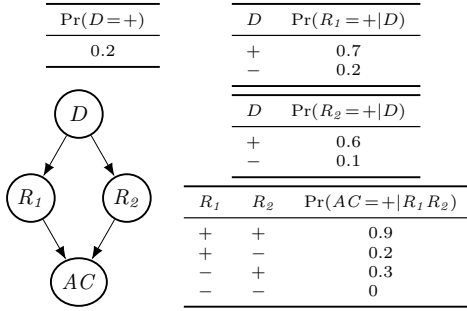 Pr(D=+)
0.2
D Pr(R₁=+|D)
+ 0.7
− 0.2
D Pr(R₂=+|D)
+ 0.6
− 0.1
D
R₁ R₂
AC
R₁ R₂ Pr(AC=+|R₁R₂)
+ + 0.9
+ − 0.2
− + 0.3
− − 0